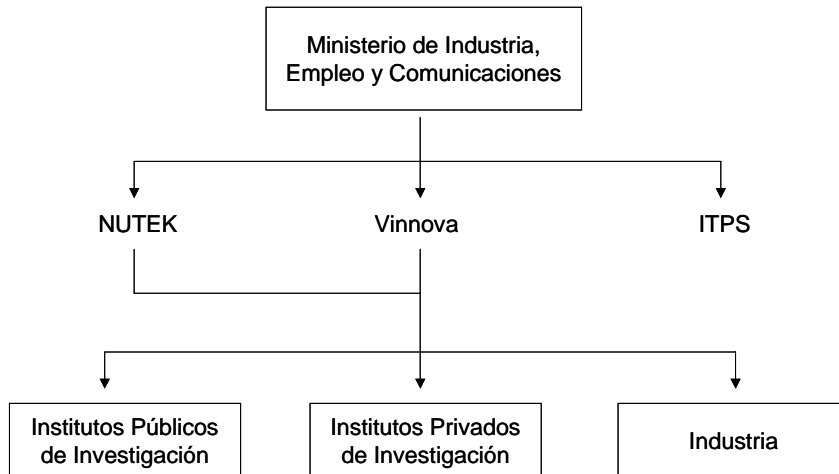 Ministerio de Industria,
Empleo y Comunicaciones
NUTEK
Vinnova
ITPS
Institutos Públicos
de Investigación
Institutos Privados
de Investigación
Industria